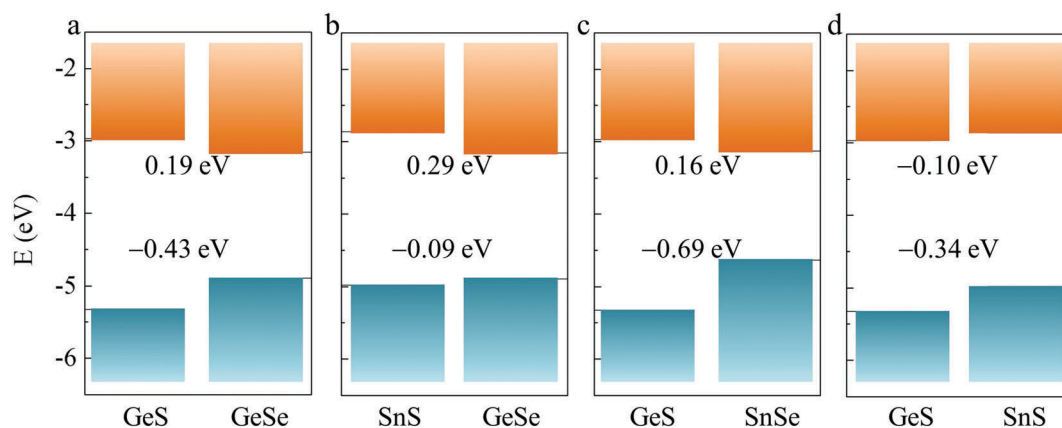 a b c d
-2
-3
0.19 eV 0.29 eV 0.16 eV −0.10 eV
-4
−0.43 eV −0.09 eV −0.69 eV −0.34 eV
-5
-6
E (eV)
GeS GeSe SnS GeSe GeS SnSe GeS SnS